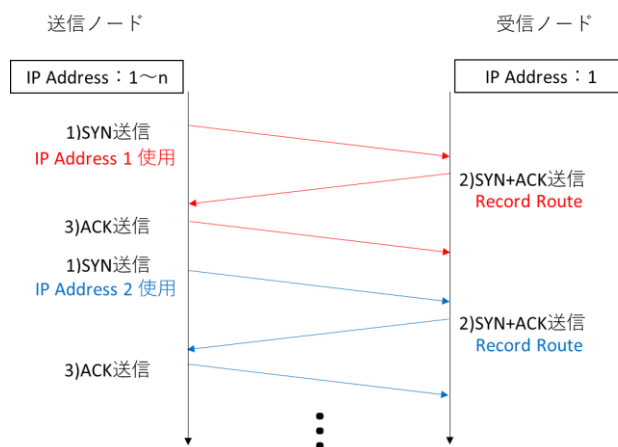 送信ノード
受信ノード
IP Address：1〜n
IP Address：1
1)SYN送信
IP Address 1 使用
2)SYN+ACK送信
Record Route
3)ACK送信
1)SYN送信
IP Address 2 使用
2)SYN+ACK送信
Record Route
3)ACK送信